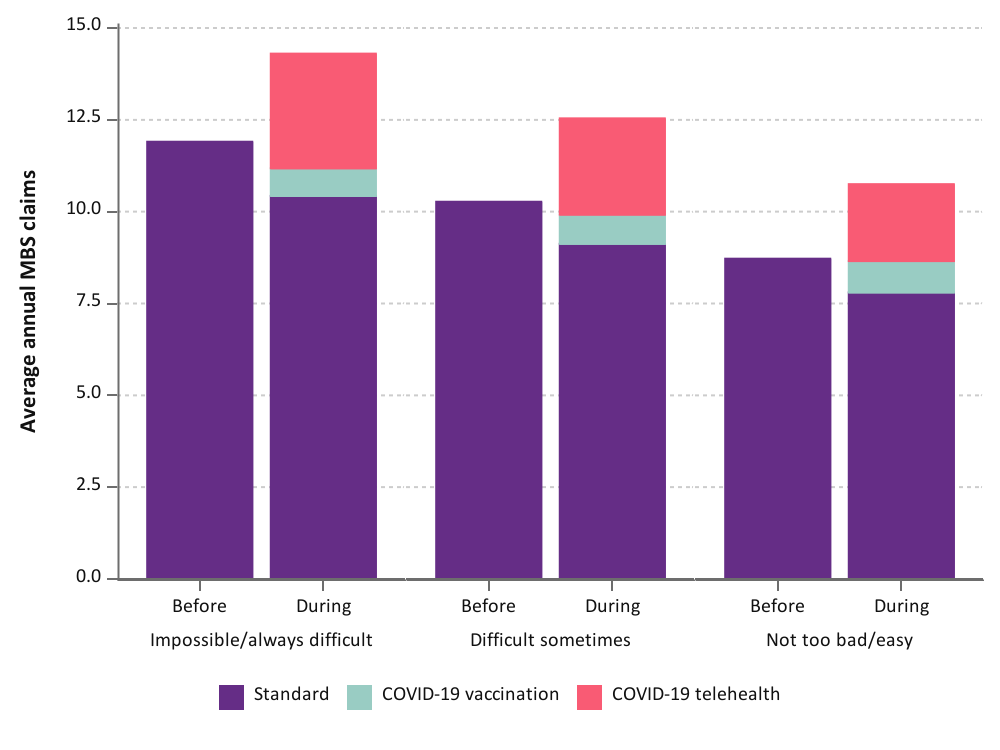 Average annual MBS claims
15.0
12.5
10.0
7.5
5.0
2.5
0.0
Before During Before During Before During
Impossible/always difficult Difficult sometimes Not too bad/easy
Standard COVID-19 vaccination COVID-19 telehealth